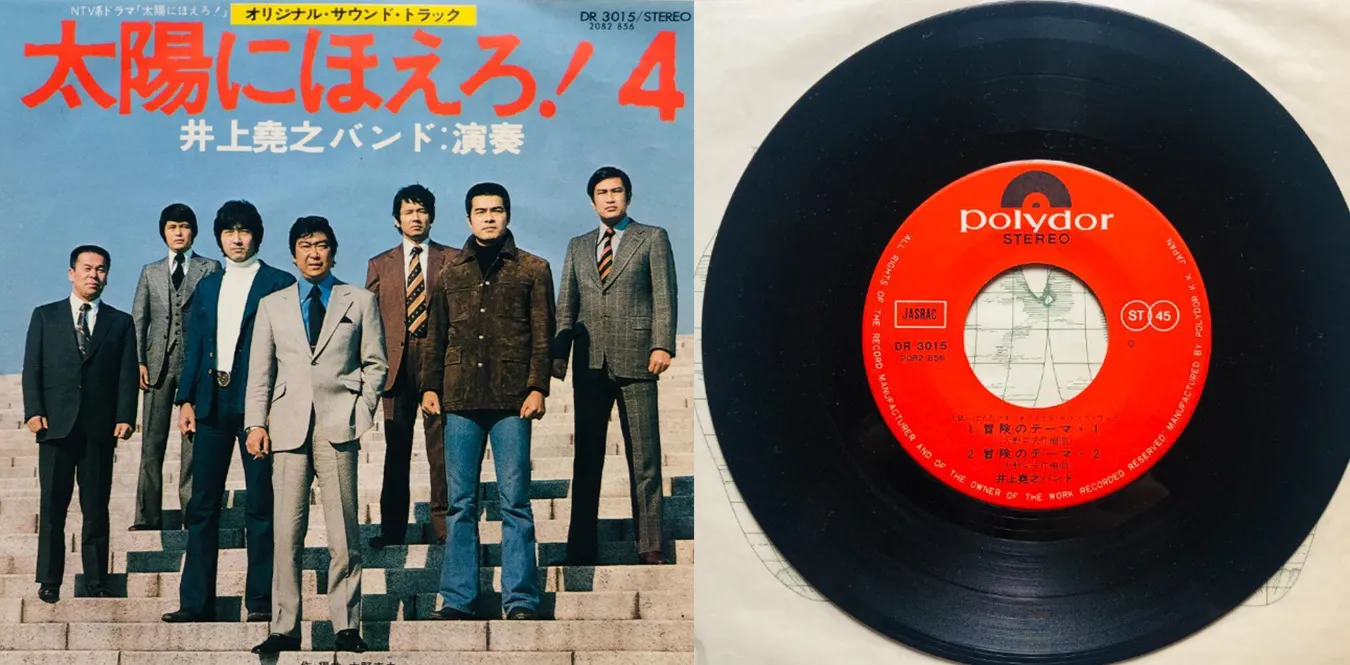 NTV系ドラマ「太陽にほえろ!」
オリジナル・サウンド・トラック
DR 3015/STEREO
2082 856
太陽にほえろ! 4
井上堯之バンド:演奏
polydor
STEREO
ALL RIGHTS OF THE RECORD MANUFACTURER AND OF THE OWNER OF THE WORK RECORDED RESERVED. MANUFACTURED BY POLYDOR K.K. JAPAN
JASRAC
ST 45
DR 3015
2082 856
1 冒険のテーマ・1
2 冒険のテーマ・2
井上堯之バンド